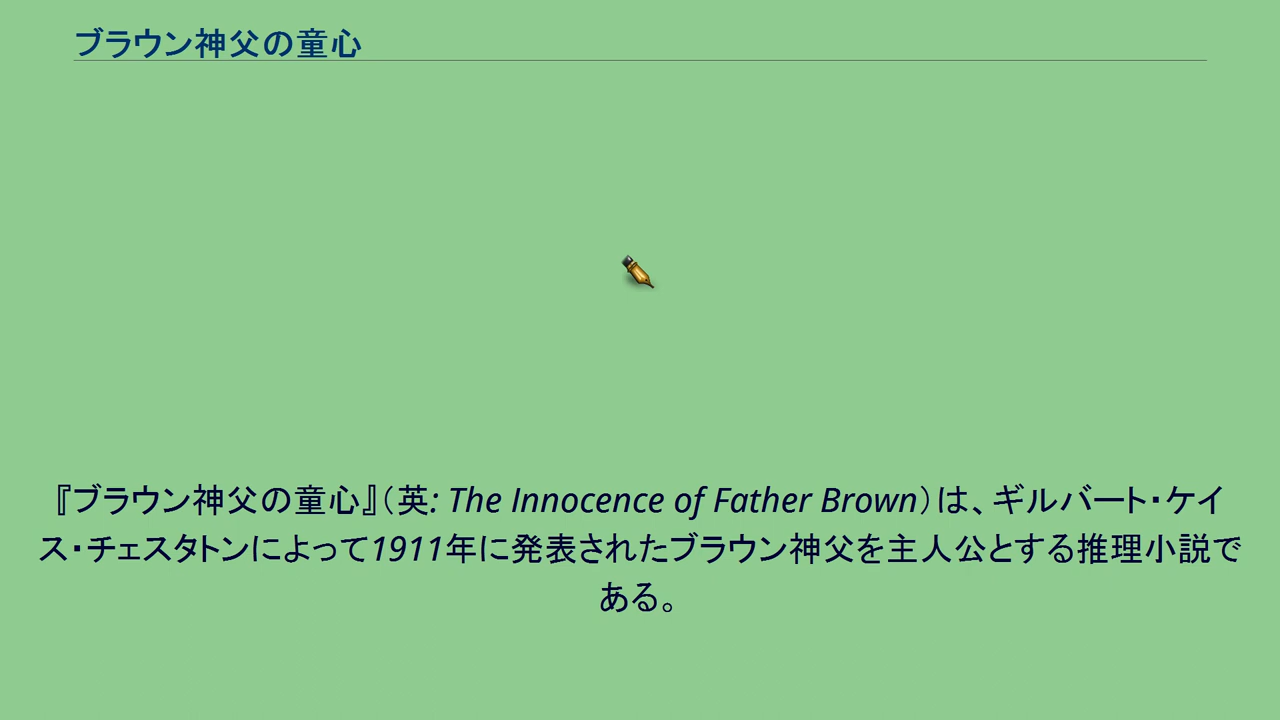 ブラウン神父の童心
『ブラウン神父の童心』（英: The Innocence of Father Brown）は、ギルバート・ケイ
ス・チェスタトンによって1911年に発表されたブラウン神父を主人公とする推理小説で
ある。